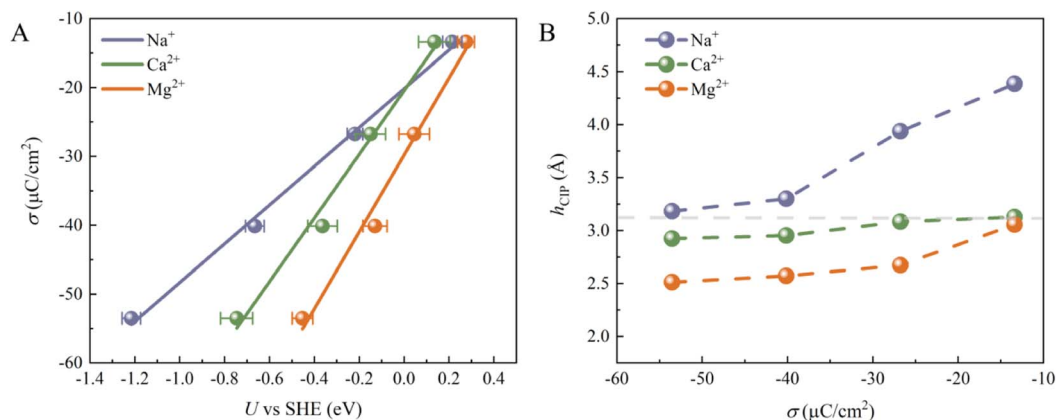 A
Na⁺
Ca²⁺
Mg²⁺
σ (μC/cm²)
-10
-20
-30
-40
-50
-60
-1.4 -1.2 -1.0 -0.8 -0.6 -0.4 -0.2 0.0 0.2 0.4
U vs SHE (eV)
B
Na⁺
Ca²⁺
Mg²⁺
h_CIP (Å)
5.0
4.5
4.0
3.5
3.0
2.5
2.0
-60 -50 -40 -30 -20 -10
σ (μC/cm²)